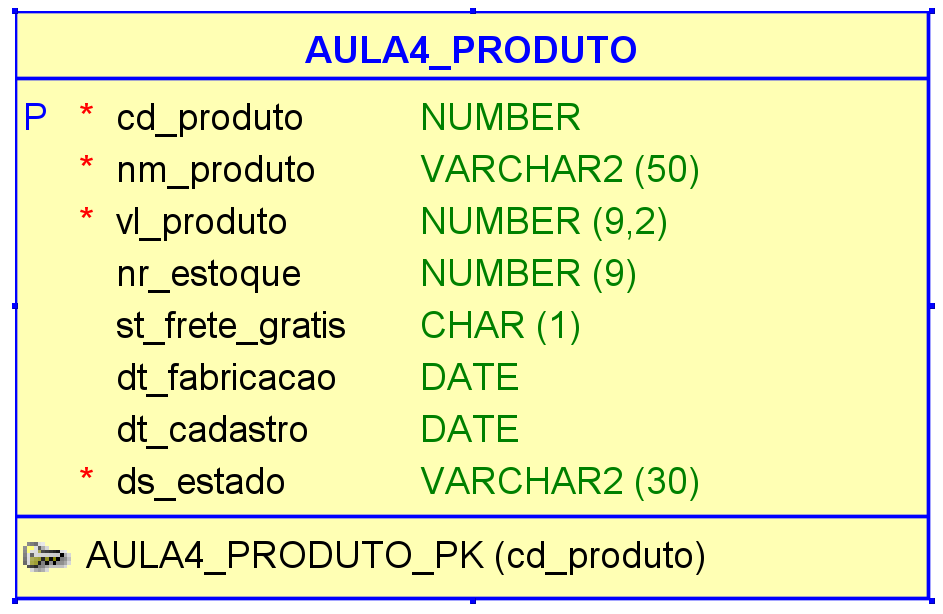 AULA4_PRODUTO
P * cd_produto NUMBER
* nm_produto VARCHAR2 (50)
* vl_produto NUMBER (9,2)
nr_estoque NUMBER (9)
st_frete_gratis CHAR (1)
dt_fabricacao DATE
dt_cadastro DATE
* ds_estado VARCHAR2 (30)
AULA4_PRODUTO_PK (cd_produto)